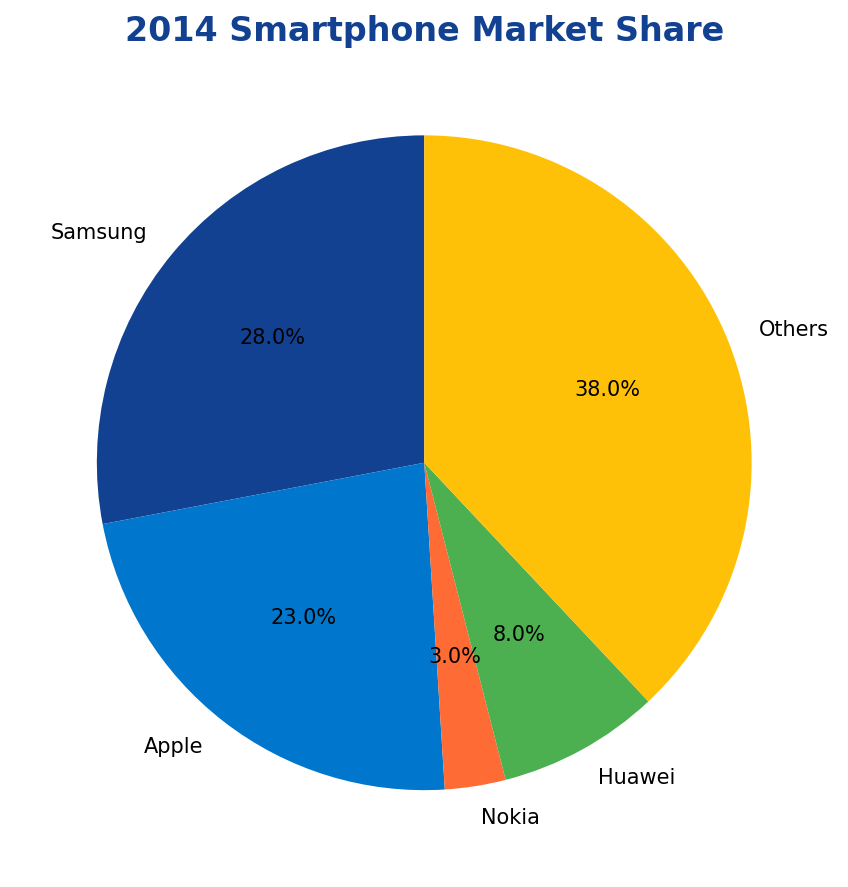 2014 Smartphone Market Share
Samsung
28.0%
Others
38.0%
23.0%
Apple
3.0%
Nokia
8.0%
Huawei